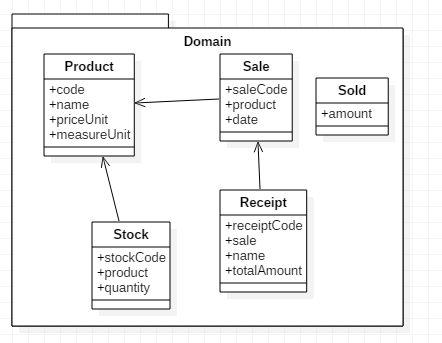 Domain
Product
+code
+name
+priceUnit
+measureUnit
Sale
+saleCode
+product
+date
Sold
+amount
Stock
+stockCode
+product
+quantity
Receipt
+receiptCode
+sale
+name
+totalAmount